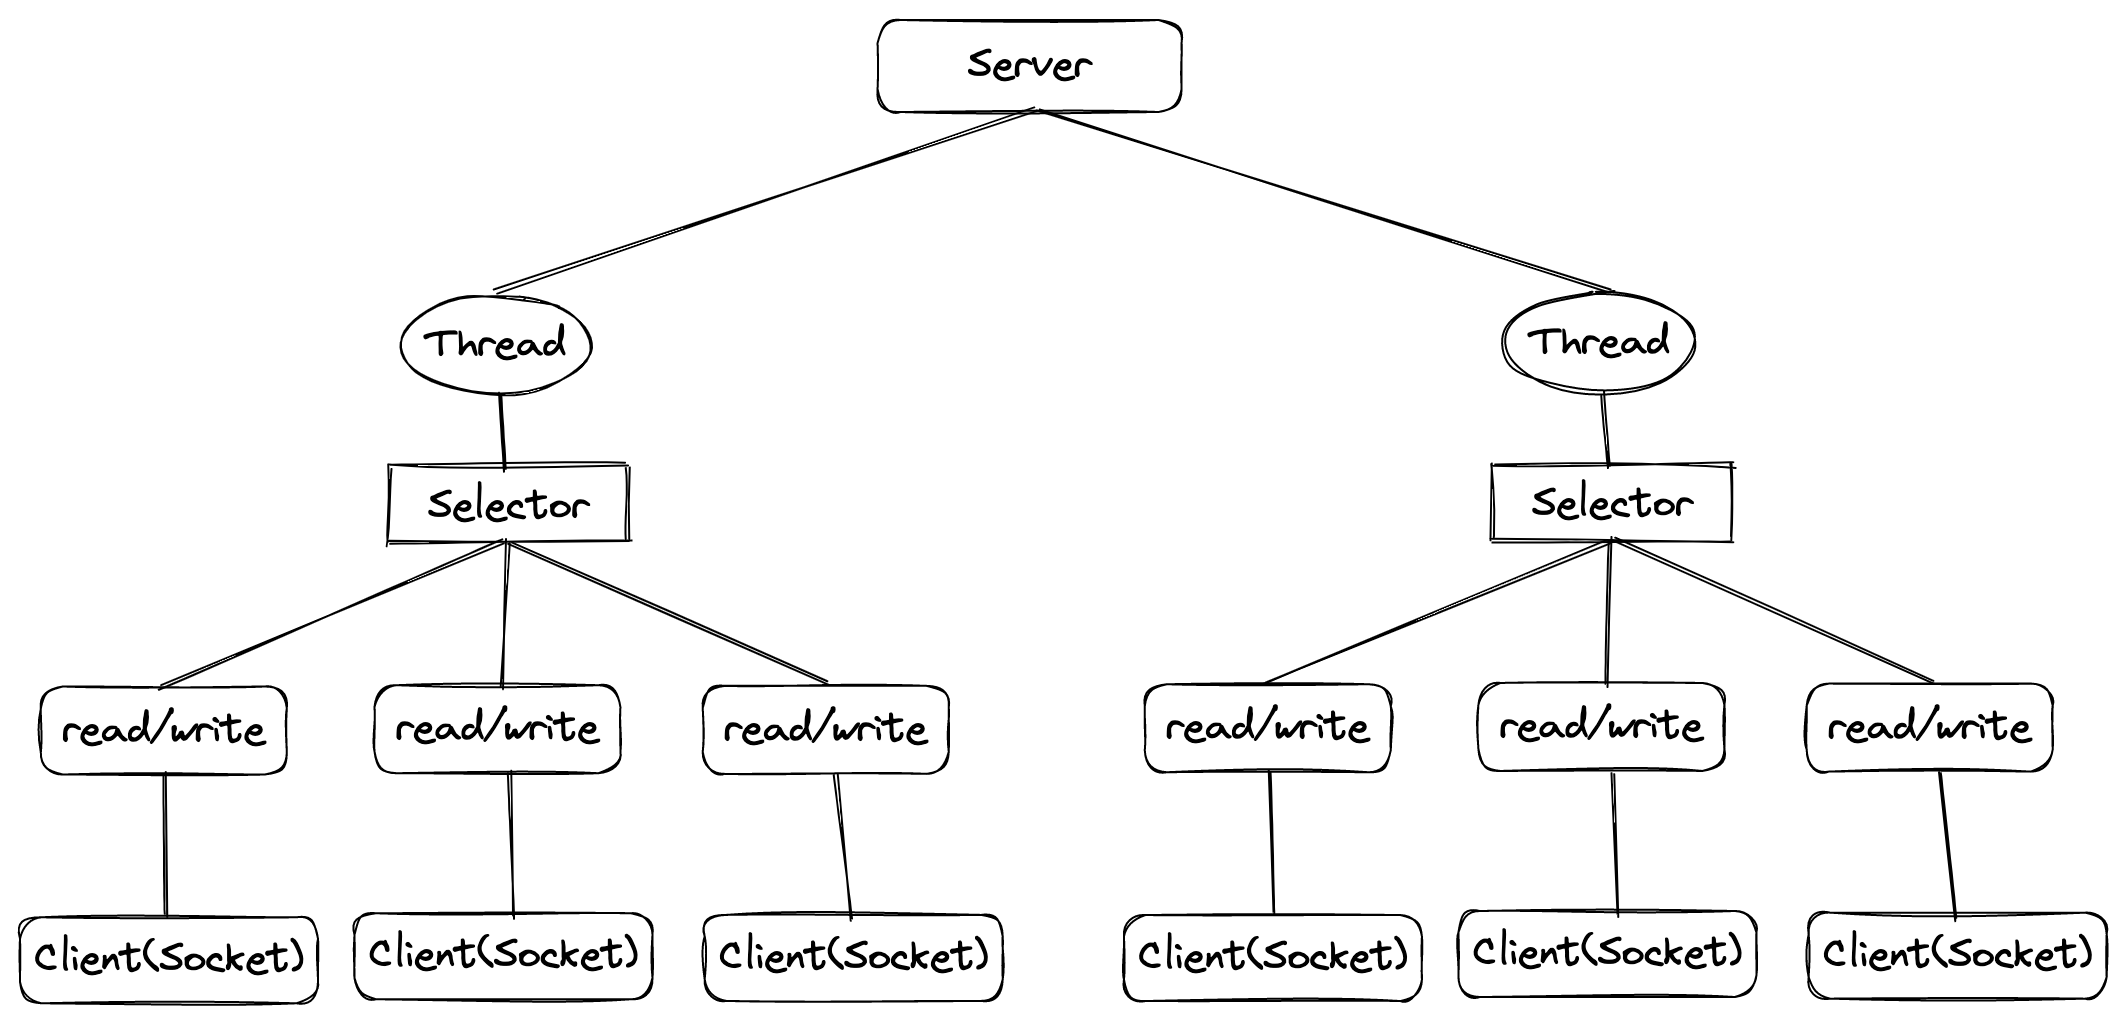 Server
Thread
Thread
Selector
Selector
read/write
read/write
read/write
read/write
read/write
read/write
Client(Socket)
Client(Socket)
Client(Socket)
Client(Socket)
Client(Socket)
Client(Socket)